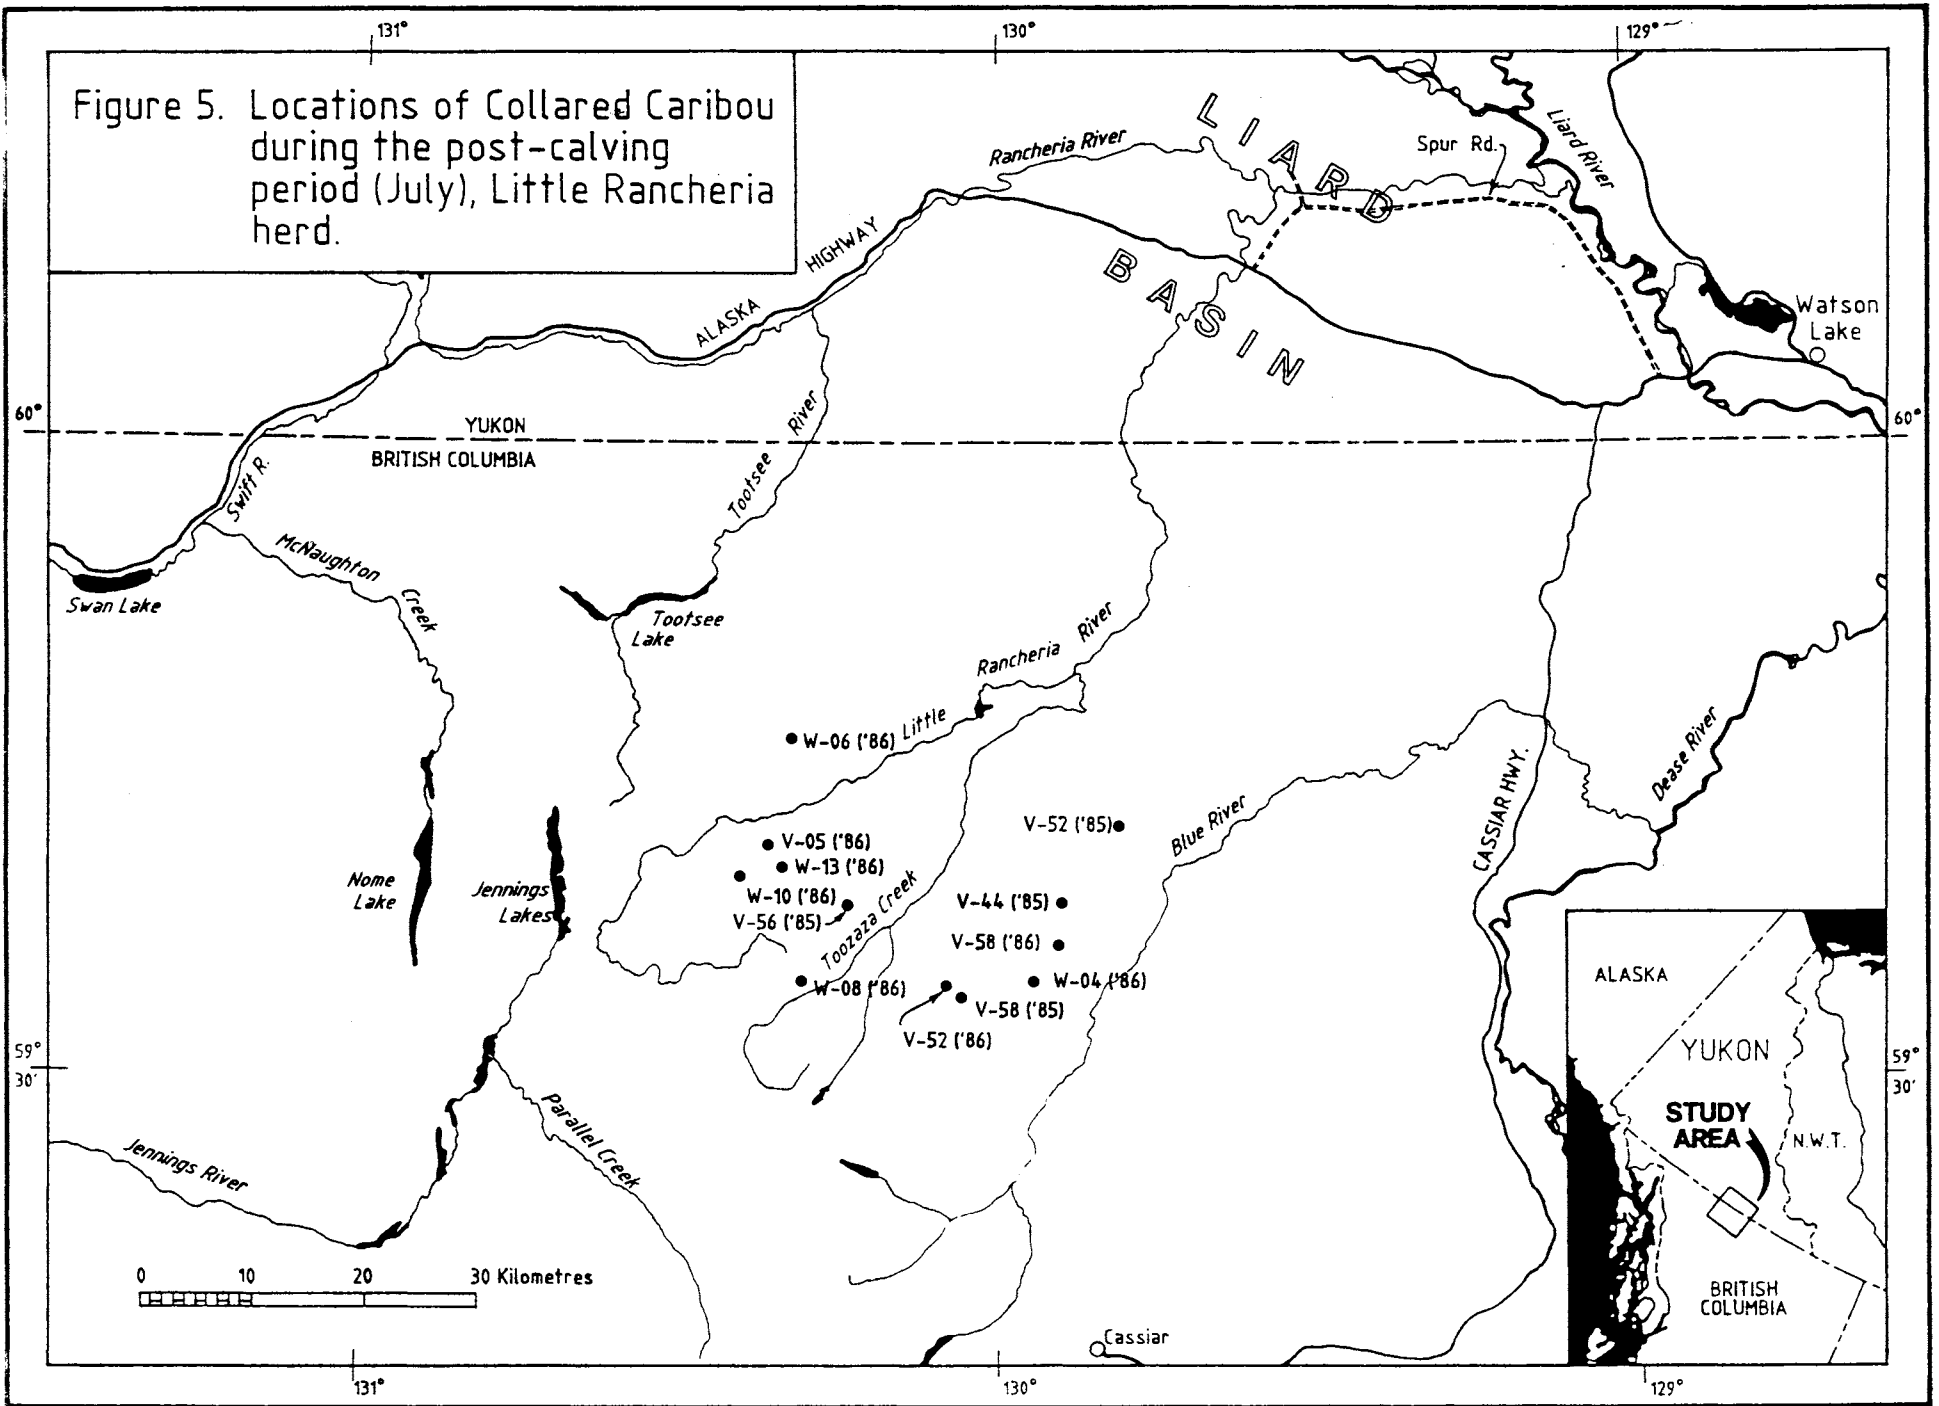 131°
130°
129°
Figure 5. Locations of Collared Caribou
during the post-calving
period (July), Little Rancheria
herd.
LIARD
BASIN
Rancheria River
Spur Rd.
Liard River
ALASKA HIGHWAY
Watson
Lake
60°
60°
YUKON
BRITISH COLUMBIA
Swift R.
Tootsee River
McNaughton Creek
Swan Lake
Tootsee
Lake
Little Rancheria River
W-06 ('86)
Dease River
CASSIAR HWY.
Blue River
V-52 ('85)
V-05 ('86)
W-13 ('86)
W-10 ('86)
V-56 ('85)
Nome
Lake
Jennings
Lakes
Toozaza Creek
V-44 ('85)
V-58 ('86)
W-08 ('86)
W-04 ('86)
V-58 ('85)
V-52 ('86)
59°
30'
59°
30'
Parallel Creek
Jennings River
0 10 20 30 Kilometres
Cassiar
ALASKA
YUKON
STUDY
AREA
N.W.T.
BRITISH
COLUMBIA
131°
130°
129°